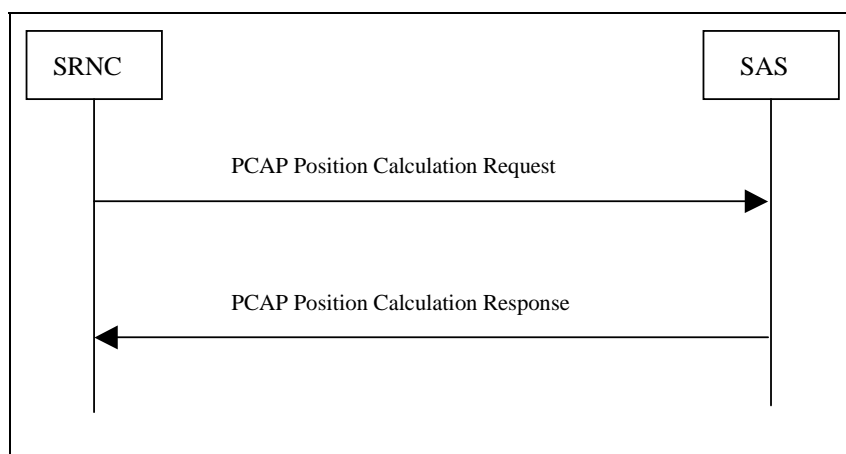 SRNC
SAS
PCAP Position Calculation Request
PCAP Position Calculation Response